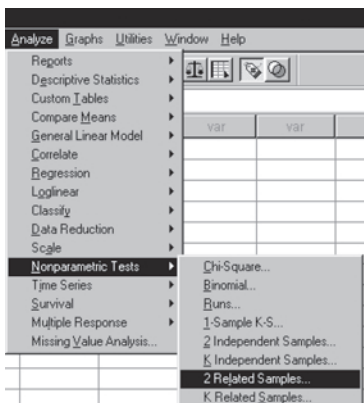 Analyze Graphs Utilities Window Help
Reports
Descriptive Statistics
Custom Tables
Compare Means
General Linear Model
Correlate
Regression
Loglinear
Classify
Data Reduction
Scale
Nonparametric Tests
Time Series
Survival
Multiple Response
Missing Value Analysis...
var var
Chi-Square...
Binomial...
Runs...
1-Sample K-S...
2 Independent Samples...
K Independent Samples...
2 Related Samples...
K Related Samples...